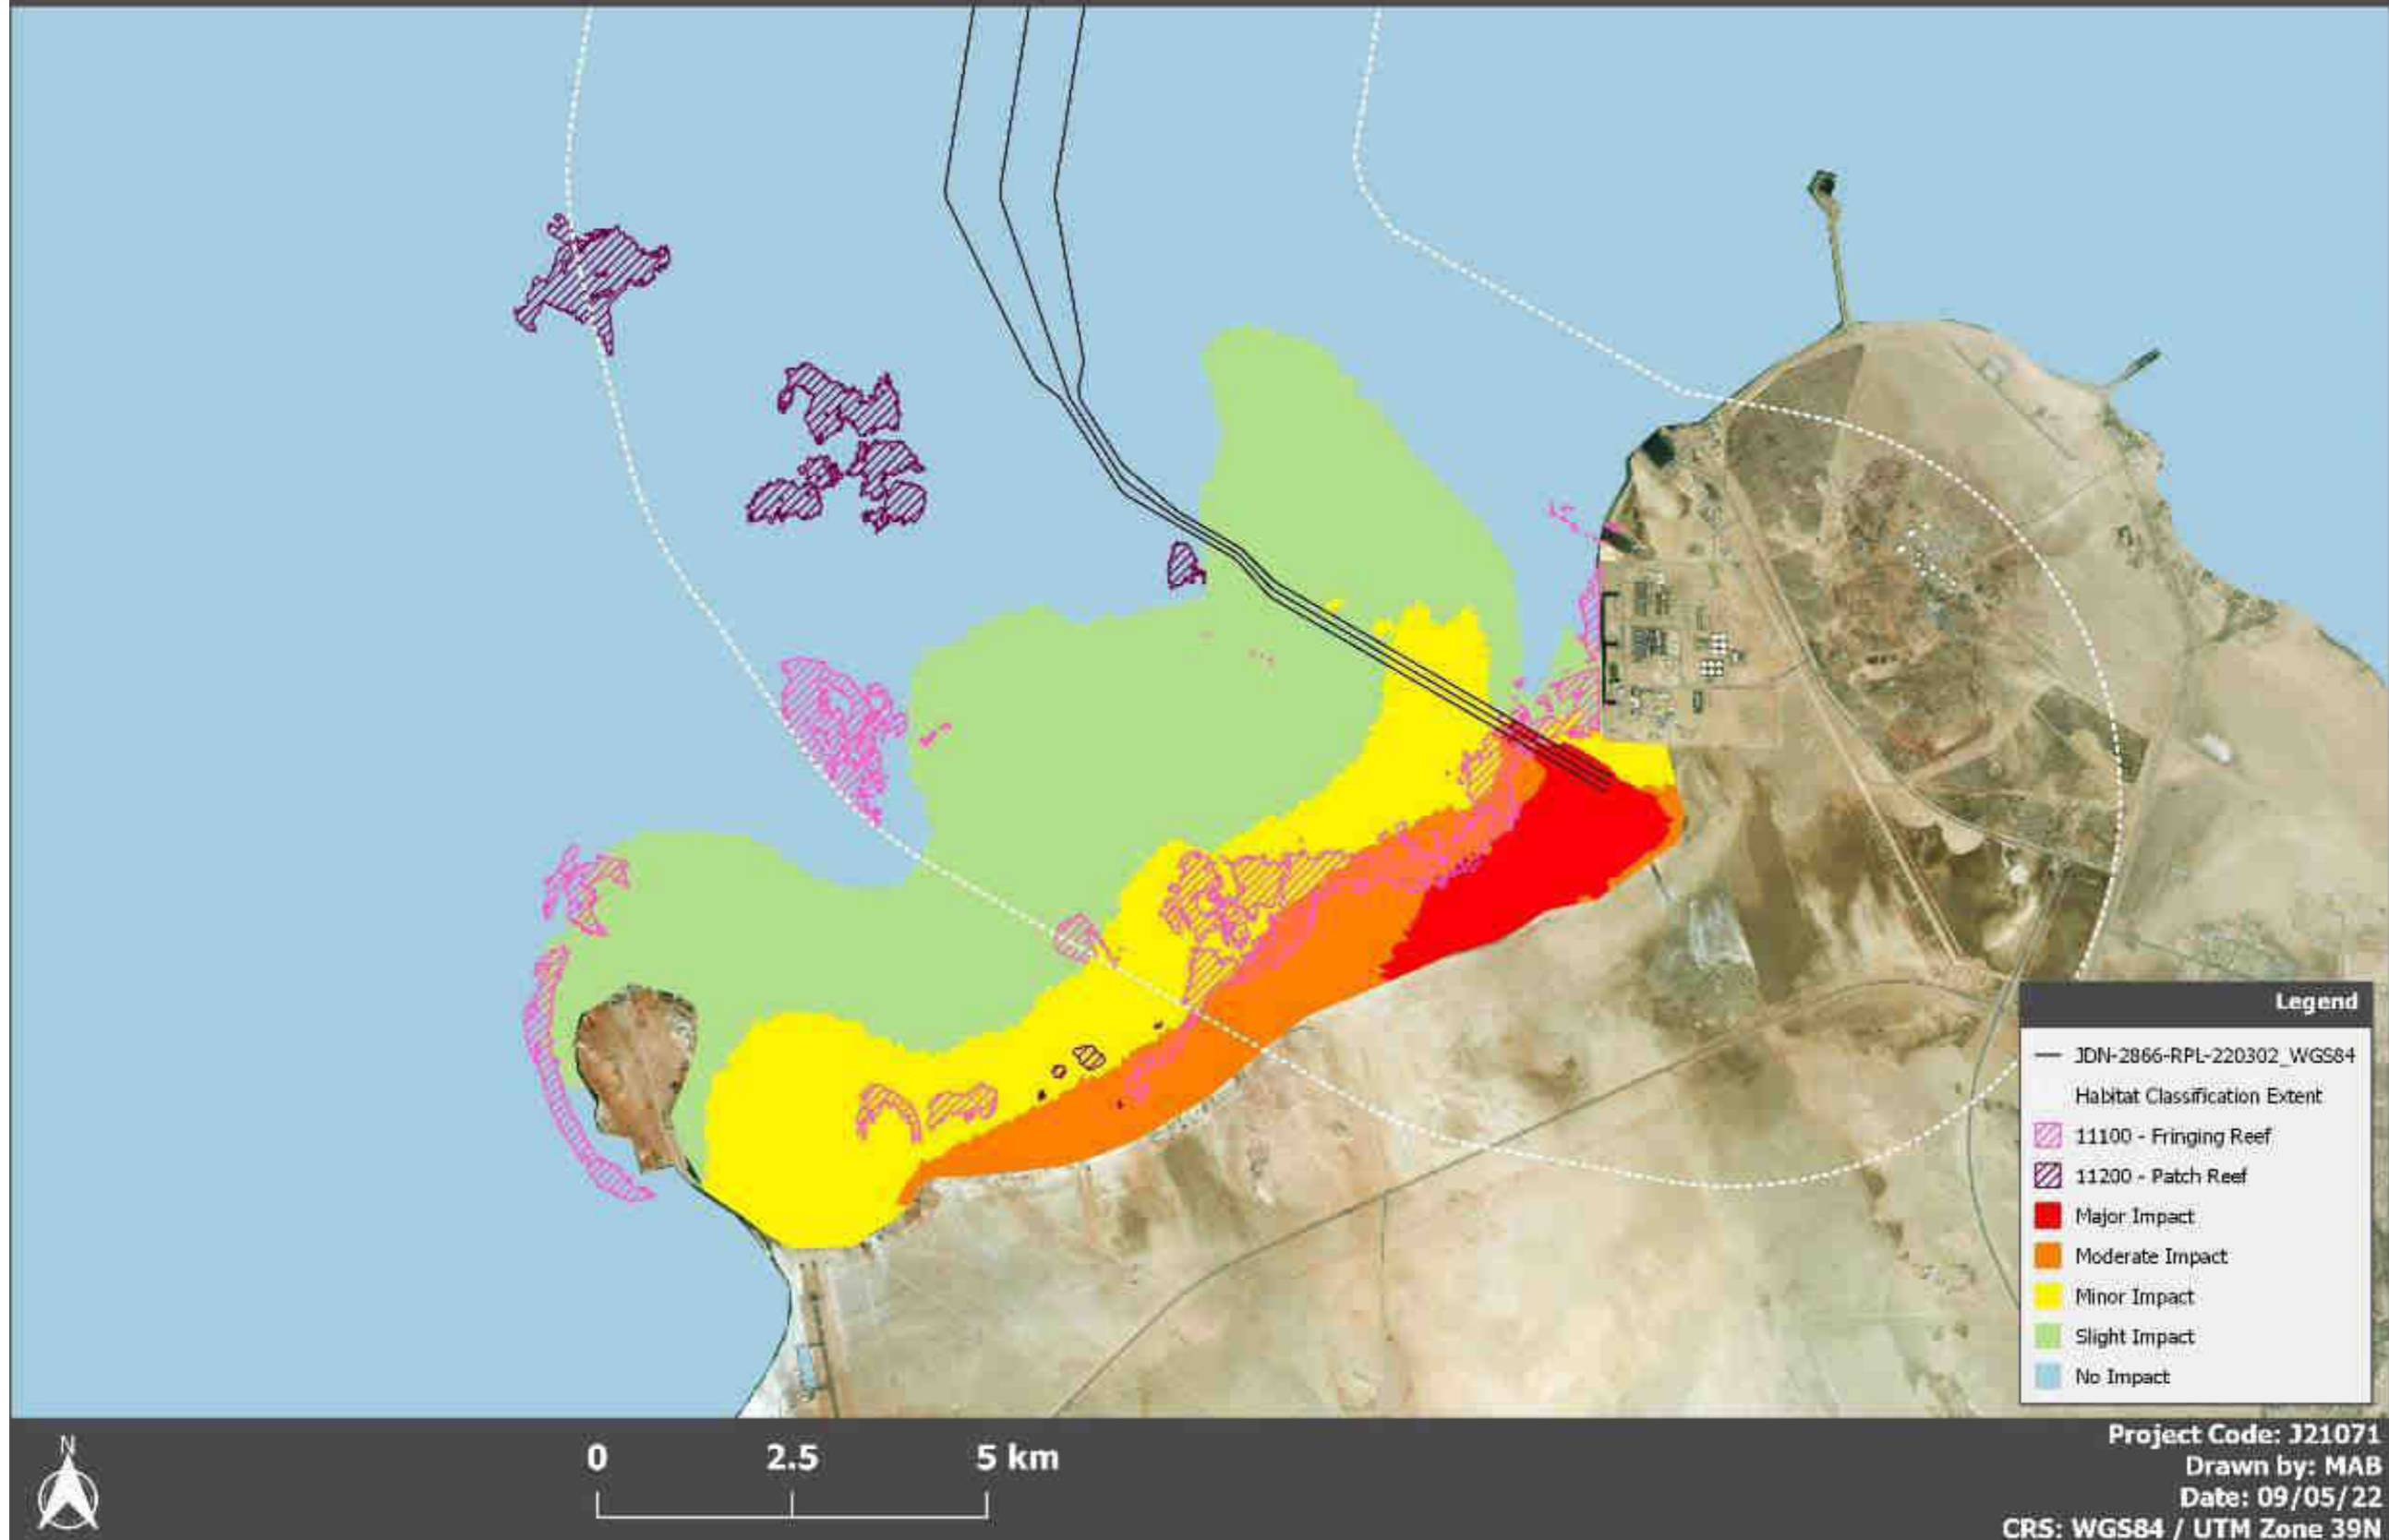 Legend
JDN-2866-RPL-220302_WGS84
Habitat Classification Extent
11100 - Fringing Reef
11200 - Patch Reef
Major Impact
Moderate Impact
Minor Impact
Slight Impact
No Impact
N
0 2.5 5 km
Project Code: J21071
Drawn by: MAB
Date: 09/05/22
CRS: WGS84 / UTM Zone 39N